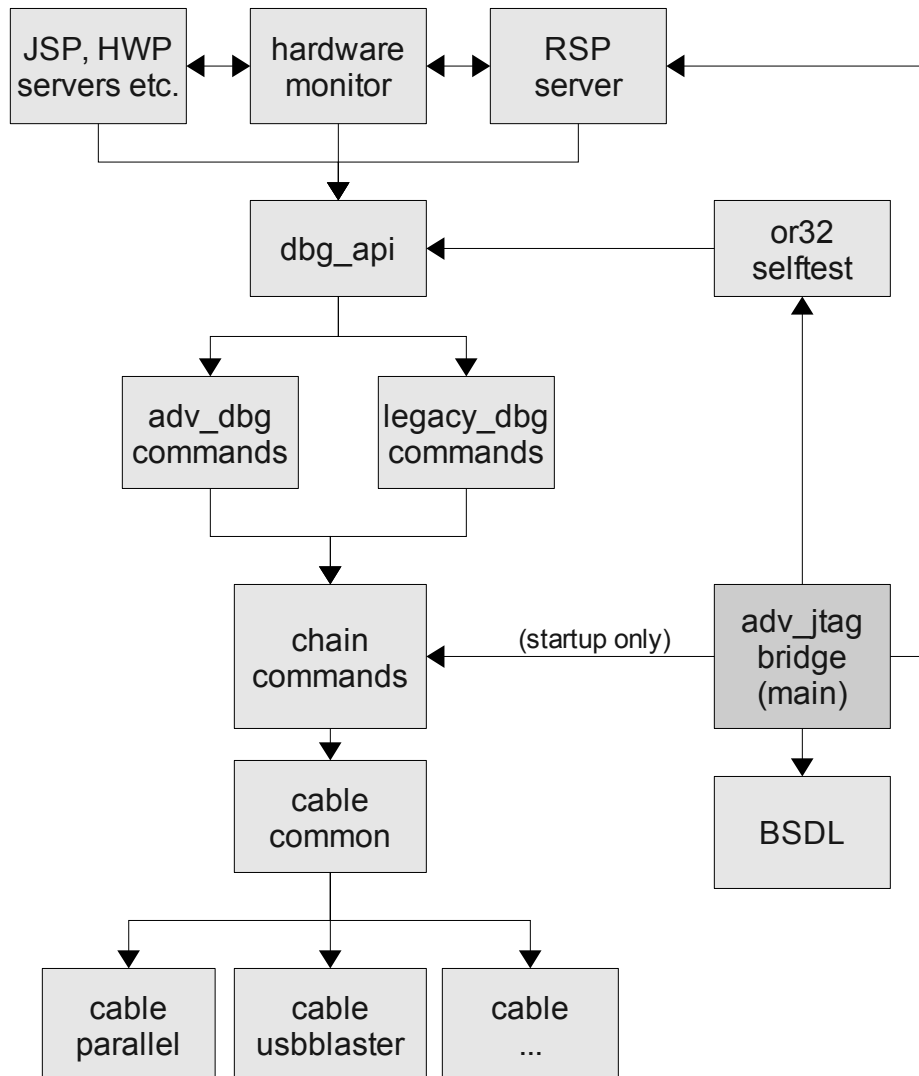 JSP, HWP
servers etc.
hardware
monitor
RSP
server
dbg_api
or32
selftest
adv_dbg
commands
legacy_dbg
commands
chain
commands
(startup only)
adv_jtag
bridge
(main)
cable
common
BSDL
cable
parallel
cable
usbblaster
cable
...